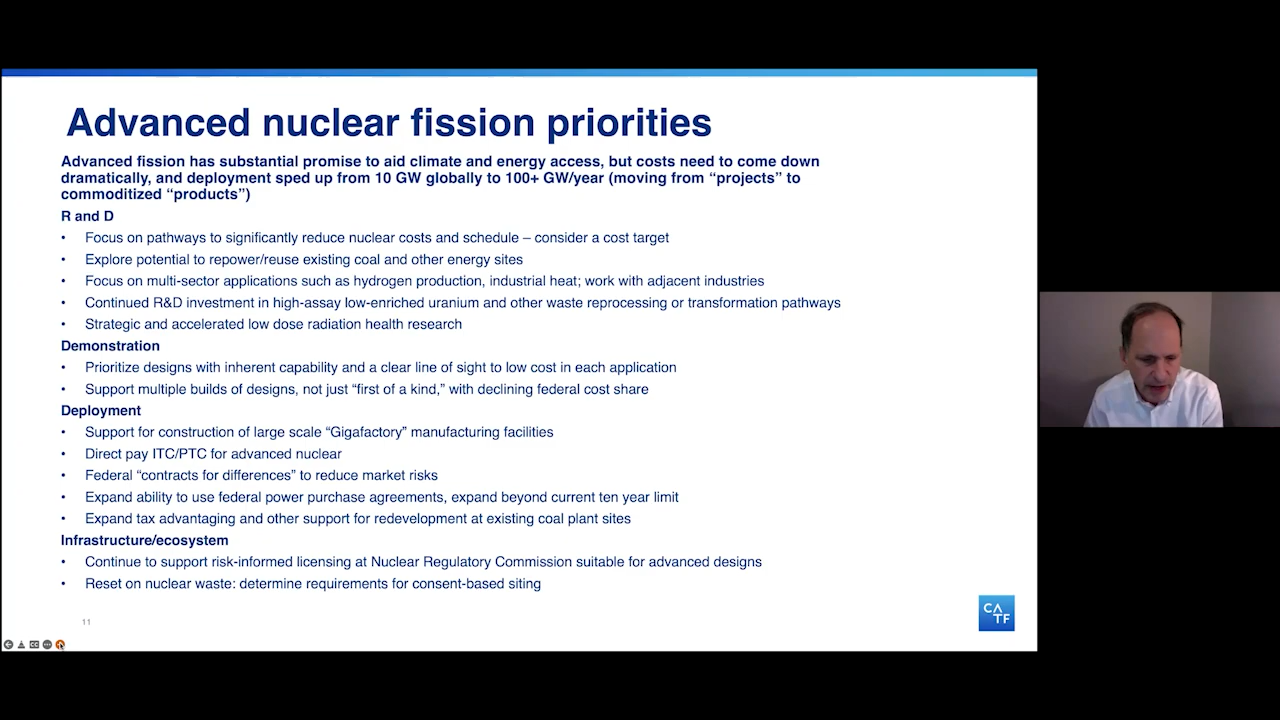 Advanced nuclear fission priorities
Advanced fission has substantial promise to aid climate and energy access, but costs need to come down
dramatically, and deployment sped up from 10 GW globally to 100+ GW/year (moving from “projects” to
commoditized “products”)
R and D
• Focus on pathways to significantly reduce nuclear costs and schedule – consider a cost target
• Explore potential to repower/reuse existing coal and other energy sites
• Focus on multi-sector applications such as hydrogen production, industrial heat; work with adjacent industries
• Continued R&D investment in high-assay low-enriched uranium and other waste reprocessing or transformation pathways
• Strategic and accelerated low dose radiation health research
Demonstration
• Prioritize designs with inherent capability and a clear line of sight to low cost in each application
• Support multiple builds of designs, not just “first of a kind,” with declining federal cost share
Deployment
• Support for construction of large scale “Gigafactory” manufacturing facilities
• Direct pay ITC/PTC for advanced nuclear
• Federal “contracts for differences” to reduce market risks
• Expand ability to use federal power purchase agreements, expand beyond current ten year limit
• Expand tax advantaging and other support for redevelopment at existing coal plant sites
Infrastructure/ecosystem
• Continue to support risk-informed licensing at Nuclear Regulatory Commission suitable for advanced designs
• Reset on nuclear waste: determine requirements for consent-based siting
11
CATF
CC